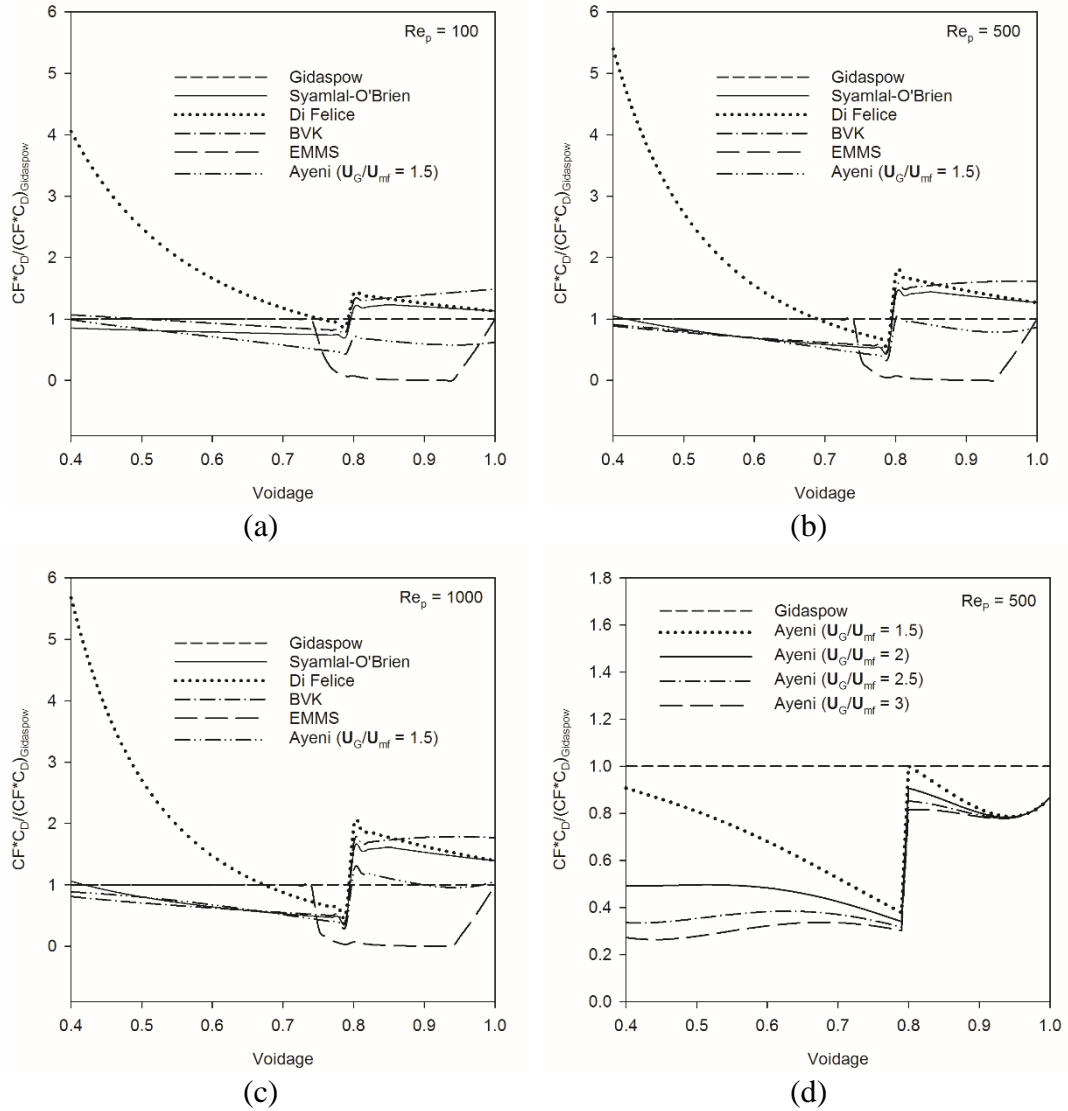 6
5
4
3
2
1
0
CF*C_D/(CF*C_D)_Gidaspow
Re_p = 100
Gidaspow
Syamlal-O'Brien
Di Felice
BVK
EMMS
Ayeni (U_G/U_mf = 1.5)
0.4 0.5 0.6 0.7 0.8 0.9 1.0
Voidage
(a)
6
5
4
3
2
1
0
CF*C_D/(CF*C_D)_Gidaspow
Re_p = 500
Gidaspow
Syamlal-O'Brien
Di Felice
BVK
EMMS
Ayeni (U_G/U_mf = 1.5)
0.4 0.5 0.6 0.7 0.8 0.9 1.0
Voidage
(b)
6
5
4
3
2
1
0
CF*C_D/(CF*C_D)_Gidaspow
Re_p = 1000
Gidaspow
Syamlal-O'Brien
Di Felice
BVK
EMMS
Ayeni (U_G/U_mf = 1.5)
0.4 0.5 0.6 0.7 0.8 0.9 1.0
Voidage
(c)
1.8
1.6
1.4
1.2
1.0
0.8
0.6
0.4
0.2
0.0
CF*C_D/(CF*C_D)_Gidaspow
Re_P = 500
Gidaspow
Ayeni (U_G/U_mf = 1.5)
Ayeni (U_G/U_mf = 2)
Ayeni (U_G/U_mf = 2.5)
Ayeni (U_G/U_mf = 3)
0.4 0.5 0.6 0.7 0.8 0.9 1.0
Voidage
(d)